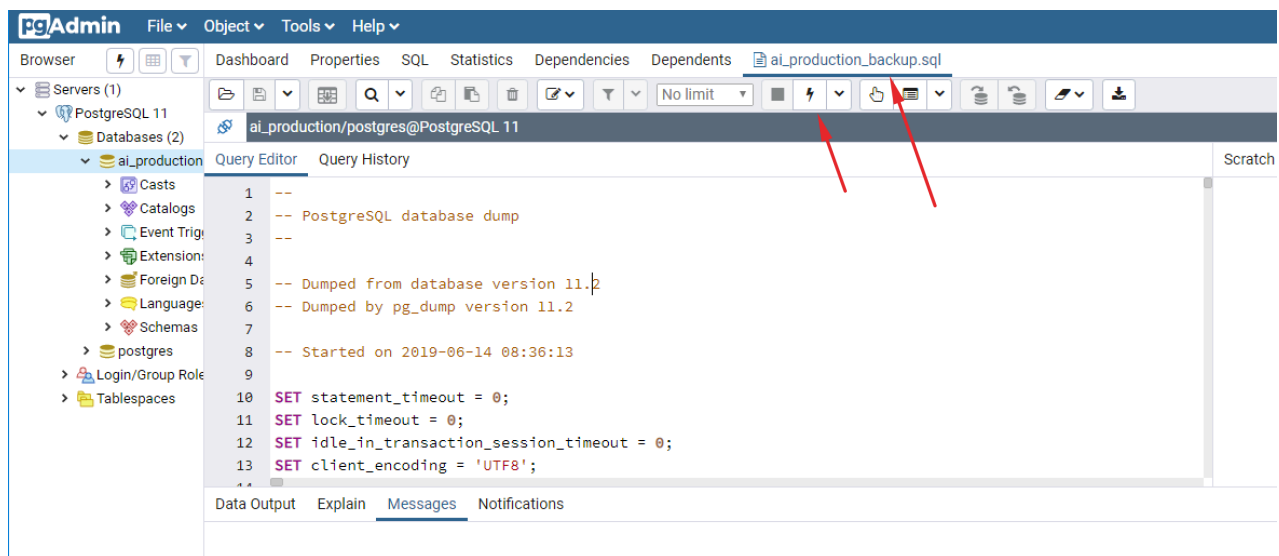 pgAdmin File Object Tools Help
Browser Dashboard Properties SQL Statistics Dependencies Dependents ai_production_backup.sql
No limit
Servers (1)
PostgreSQL 11
Databases (2)
ai_production
Casts
Catalogs
Event Trig
Extension
Foreign Da
Language
Schemas
postgres
Login/Group Role
Tablespaces
ai_production/postgres@PostgreSQL 11
Query Editor Query History Scratch
1 --
2 -- PostgreSQL database dump
3 --
4
5 -- Dumped from database version 11.2
6 -- Dumped by pg_dump version 11.2
7
8 -- Started on 2019-06-14 08:36:13
9
10 SET statement_timeout = 0;
11 SET lock_timeout = 0;
12 SET idle_in_transaction_session_timeout = 0;
13 SET client_encoding = 'UTF8';
Data Output Explain Messages Notifications